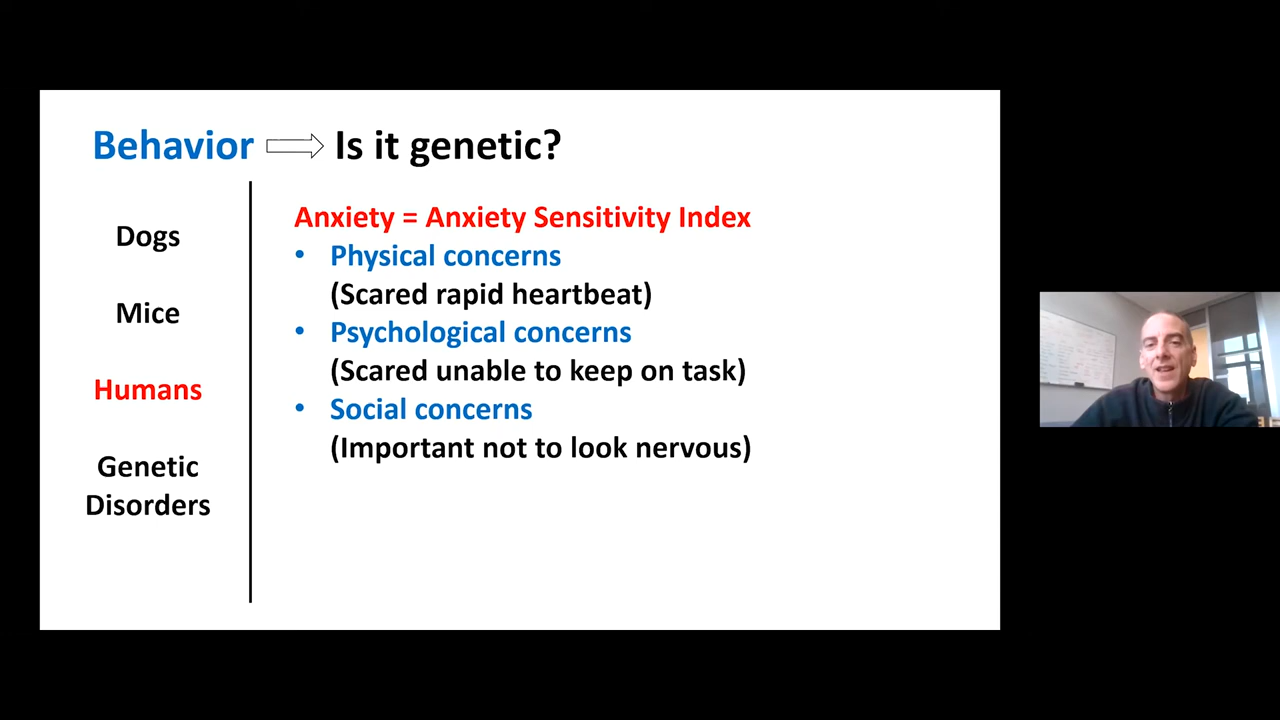 Behavior
Is it genetic?
Dogs
Mice
Humans
Genetic
Disorders
Anxiety = Anxiety Sensitivity Index
• Physical concerns
(Scared rapid heartbeat)
• Psychological concerns
(Scared unable to keep on task)
• Social concerns
(Important not to look nervous)